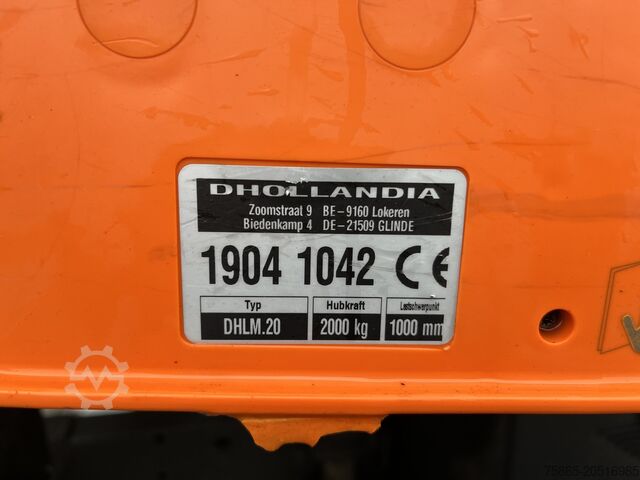 DHOLLANDIA
Zoomstraat 9 BE-9160 Lokeren
Biedenkamp 4 DE-21509 GLINDE
1904 1042 CE
Typ Hubkraft Lastschwerpunkt
DHLM.20 2000 kg 1000 mm
75865-20516985